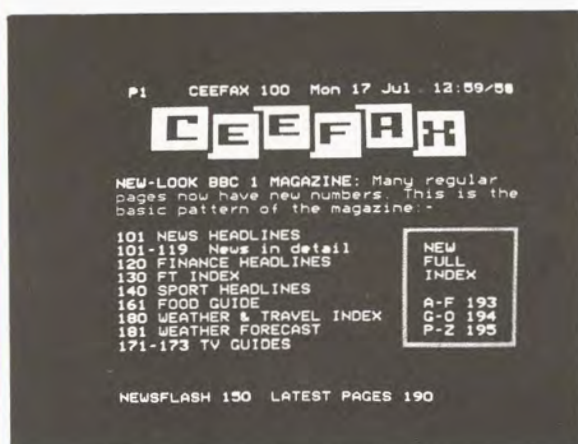 P1 CEEFAX 100 Mon 17 Jul 12:59/58
CEEFAX
NEW-LOOK BBC 1 MAGAZINE: Many regular
pages now have new numbers. This is the
basic pattern of the magazine:-
101 NEWS HEADLINES
101-119 News in detail
120 FINANCE HEADLINES
130 FT INDEX
140 SPORT HEADLINES
161 FOOD GUIDE
180 WEATHER & TRAVEL INDEX
181 WEATHER FORECAST
171-173 TV GUIDES
NEW
FULL
INDEX
A-F 193
G-O 194
P-Z 195
NEWSFLASH 150 LATEST PAGES 190